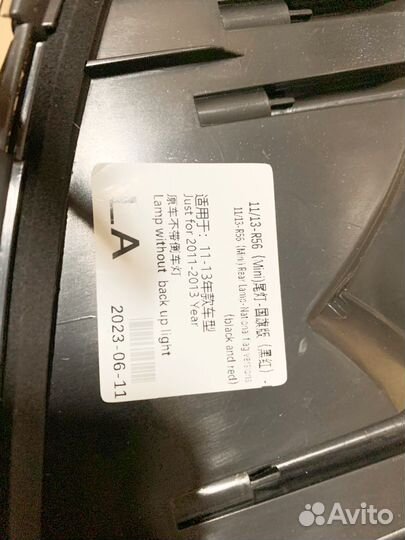 11/13-R56 (Mini)尾灯-国旗版（黑红）-
11/13-R56 (Mini) Rear Lamp-National flag versions
(black and red)
适用于：11-13年款车型
Just for 2011-2013 Year
原车不带倒车灯
Lamp without back up light
LA
2023-06-11
Avito